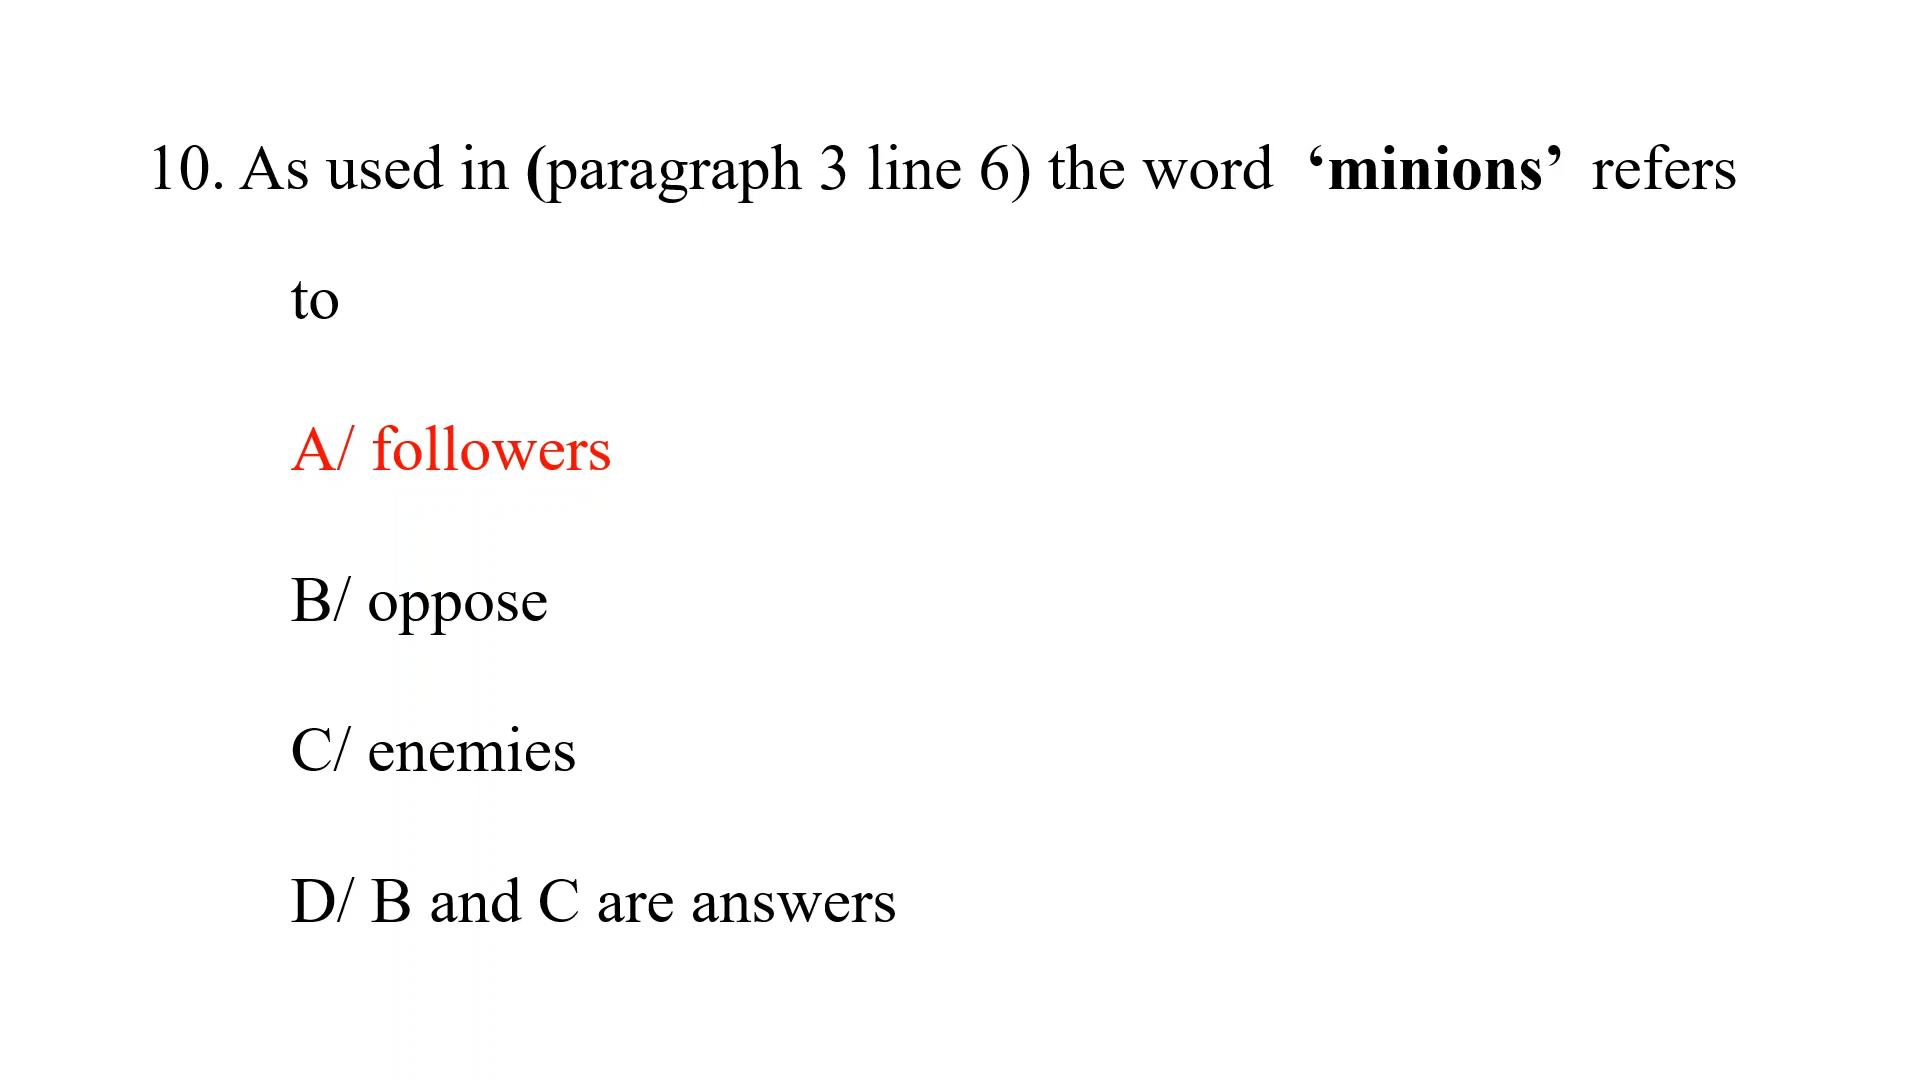 10. As used in (paragraph 3 line 6) the word ‘minions’ refers
to
A/ followers
B/ oppose
C/ enemies
D/ B and C are answers